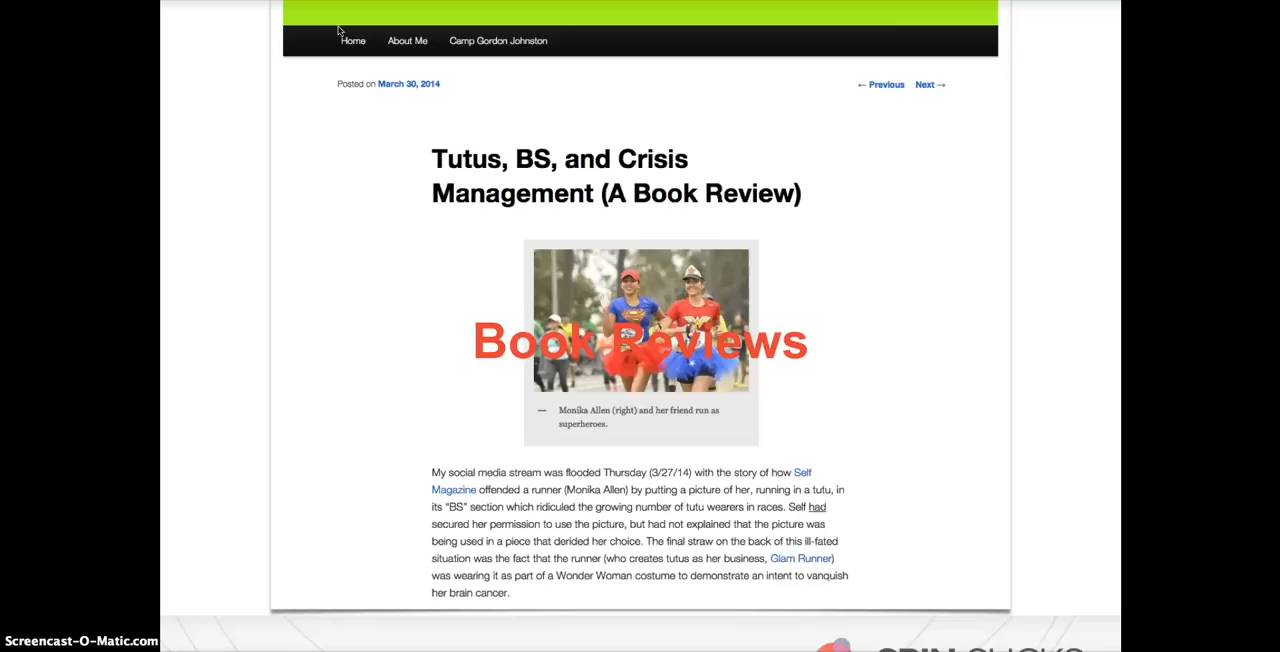 Home About Me Camp Gordon Johnston
Posted on March 30, 2014
← Previous Next →
Tutus, BS, and Crisis
Management (A Book Review)
Book Reviews
— Monika Allen (right) and her friend run as
superheroes.
My social media stream was flooded Thursday (3/27/14) with the story of how Self
Magazine offended a runner (Monika Allen) by putting a picture of her, running in a tutu, in
its “BS” section which ridiculed the growing number of tutu wearers in races. Self had
secured her permission to use the picture, but had not explained that the picture was
being used in a piece that derided her choice. The final straw on the back of this ill-fated
situation was the fact that the runner (who creates tutus as her business, Glam Runner)
was wearing it as part of a Wonder Woman costume to demonstrate an intent to vanquish
her brain cancer.
Screencast-O-Matic.com